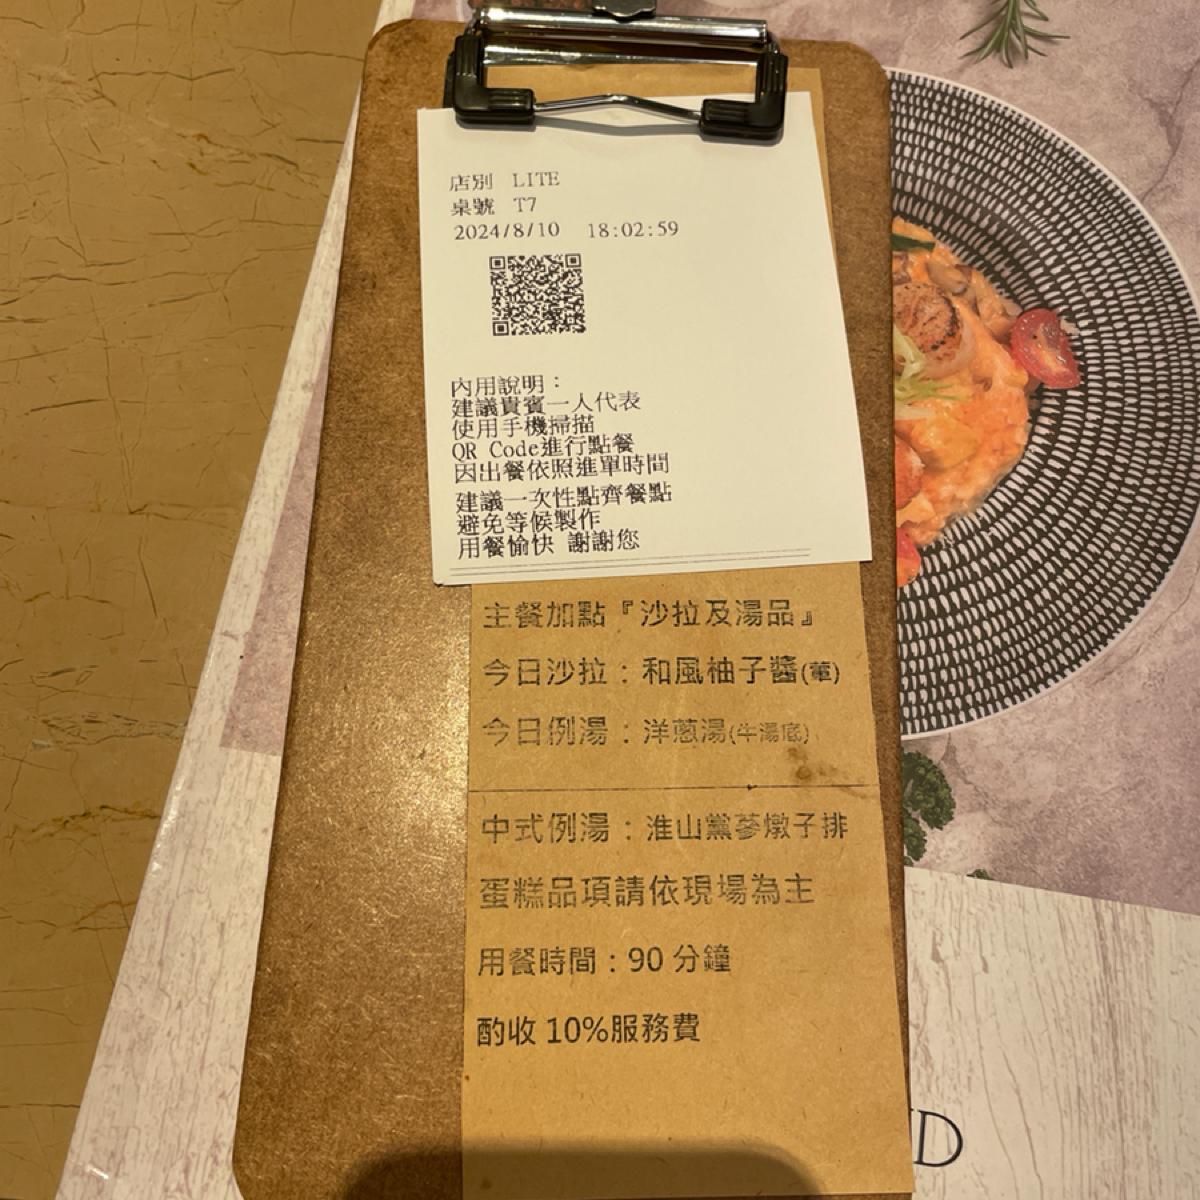 店別 LITE
桌號 T7
2024/8/10 18:02:59
內用說明：
建議貴賓一人代表
使用手機掃描
QR Code進行點餐
因出餐依照進單時間
建議一次性點齊餐點
避免等候製作
用餐愉快 謝謝您
主餐加點『沙拉及湯品』
今日沙拉：和風柚子醬(葷)
今日例湯：洋蔥湯(牛湯底)
中式例湯：淮山黨蔘燉子排
蛋糕品項請依現場為主
用餐時間：90 分鐘
酌收 10%服務費